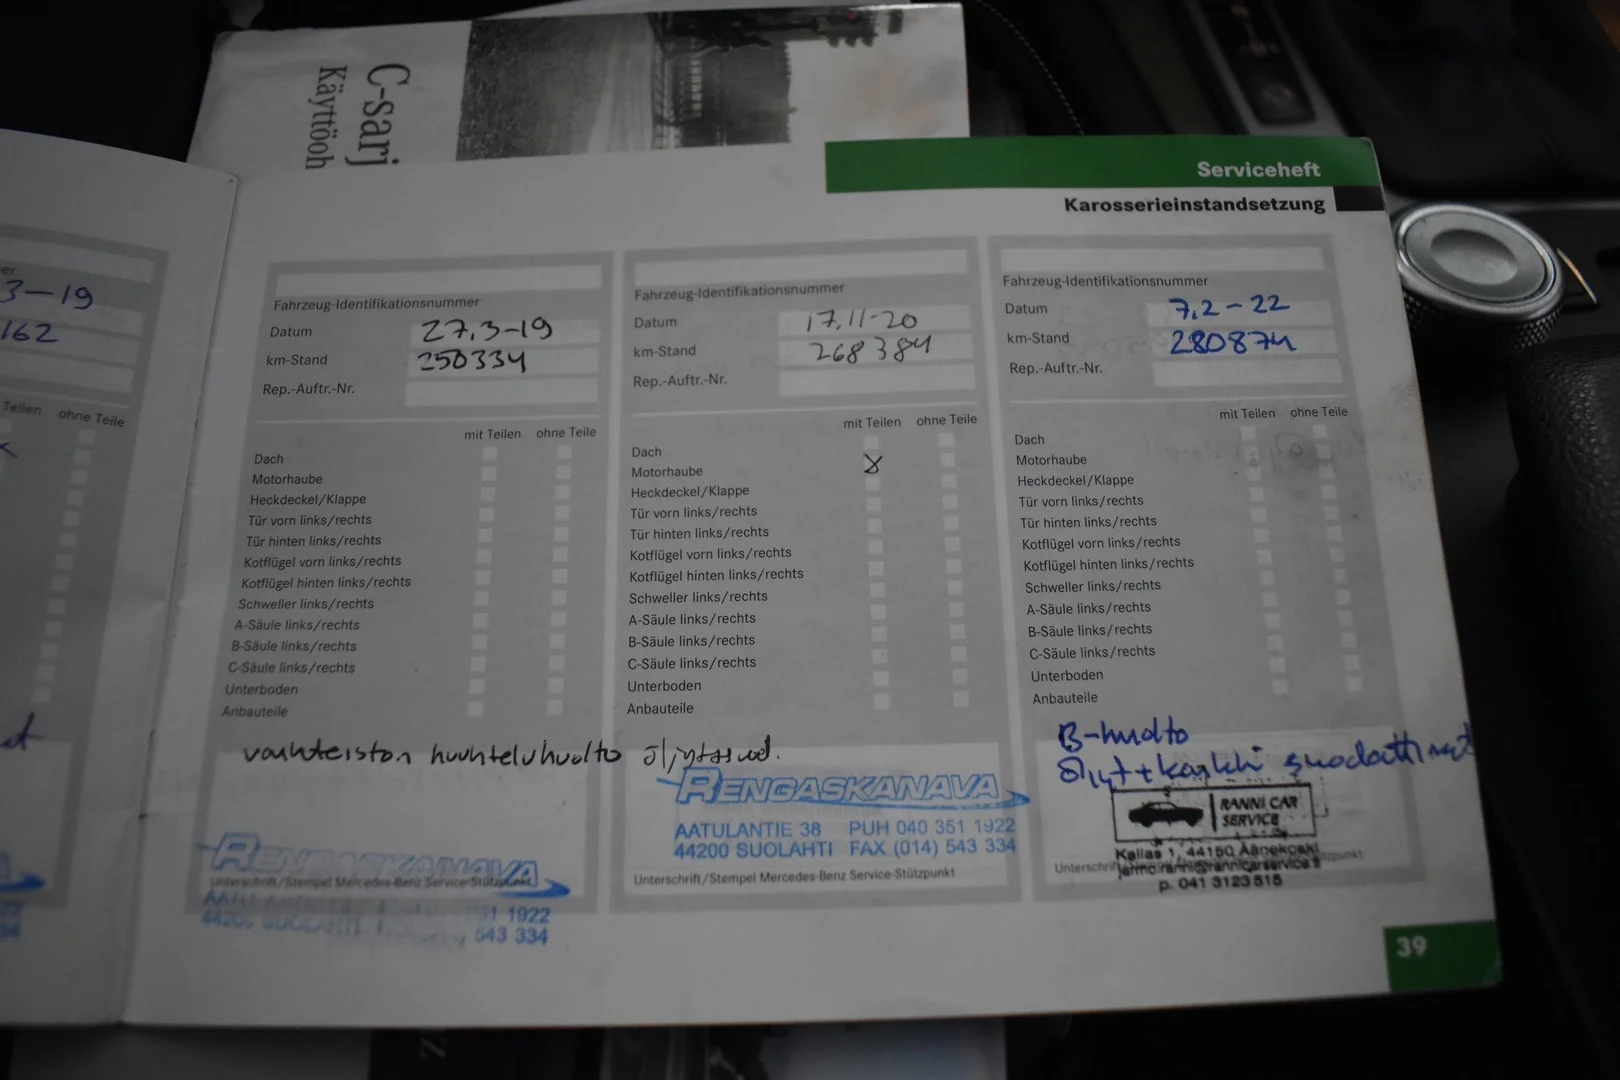 C-sarj
Käyttööh
Serviceheft
Karosserieinstandsetzung
3-19
162
Teilen ohne Teile
Fahrzeug-Identifikationsnummer
Datum 27,3-19
km-Stand 250334
Rep.-Auftr.-Nr.
mit Teilen ohne Teile
Dach
Motorhaube
Heckdeckel/Klappe
Tür vorn links/rechts
Tür hinten links/rechts
Kotflügel vorn links/rechts
Kotflügel hinten links/rechts
Schweller links/rechts
A-Säule links/rechts
B-Säule links/rechts
C-Säule links/rechts
Unterboden
Anbauteile
vaihteiston huuhteluhuolto
RENGASKANAVA
Unterschrift/Stempel Mercedes-Benz Service-Stützpunkt
1922
44200 SUOLAHTI 543 334
Fahrzeug-Identifikationsnummer
Datum 17,11-20
km-Stand 268384
Rep.-Auftr.-Nr.
mit Teilen ohne Teile
Dach
Motorhaube X
Heckdeckel/Klappe
Tür vorn links/rechts
Tür hinten links/rechts
Kotflügel vorn links/rechts
Kotflügel hinten links/rechts
Schweller links/rechts
A-Säule links/rechts
B-Säule links/rechts
C-Säule links/rechts
Unterboden
Anbauteile
RENGASKANAVA
AATULANTIE 38 PUH 040 351 1922
44200 SUOLAHTI FAX (014) 543 334
Unterschrift/Stempel Mercedes-Benz Service-Stützpunkt
Fahrzeug-Identifikationsnummer
Datum 7,2-22
km-Stand 280874
Rep.-Auftr.-Nr.
mit Teilen ohne Teile
Dach
Motorhaube
Heckdeckel/Klappe
Tür vorn links/rechts
Tür hinten links/rechts
Kotflügel vorn links/rechts
Kotflügel hinten links/rechts
Schweller links/rechts
A-Säule links/rechts
B-Säule links/rechts
C-Säule links/rechts
Unterboden
Anbauteile
B-huolto
Öljyt+kaikki suodattimet
RANNI CAR
SERVICE
Kallas 1, 44150 Äänekoski
jarmo.ranni@rannicarservice.fi
p. 041 3123515
39